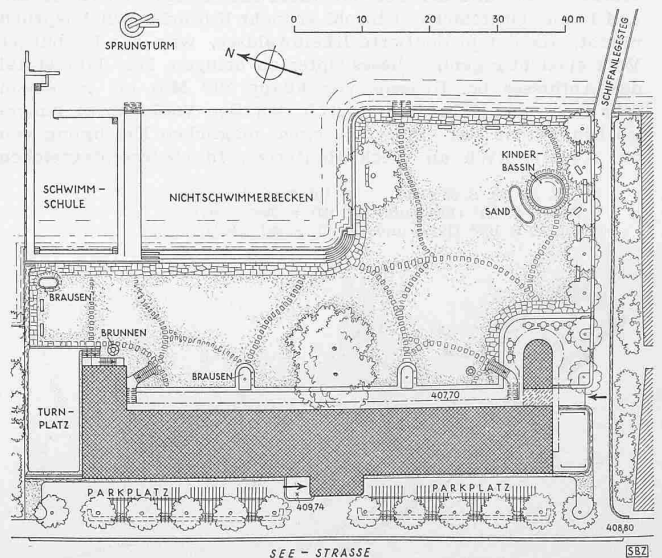 10 20 30 40 m
SPRUNGTURM
N
SCHIFFANLEGESTEG
SCHWIMM-
SCHULE
NICHTSCHWIMMERBECKEN
KINDER-
BASSIN
SAND
BRAUSEN
BRUNNEN
BRAUSEN
TURN-
PLATZ
407,70
PARKPLATZ
PARKPLATZ
409,74
408,80
SEE-STRASSE
SBZ